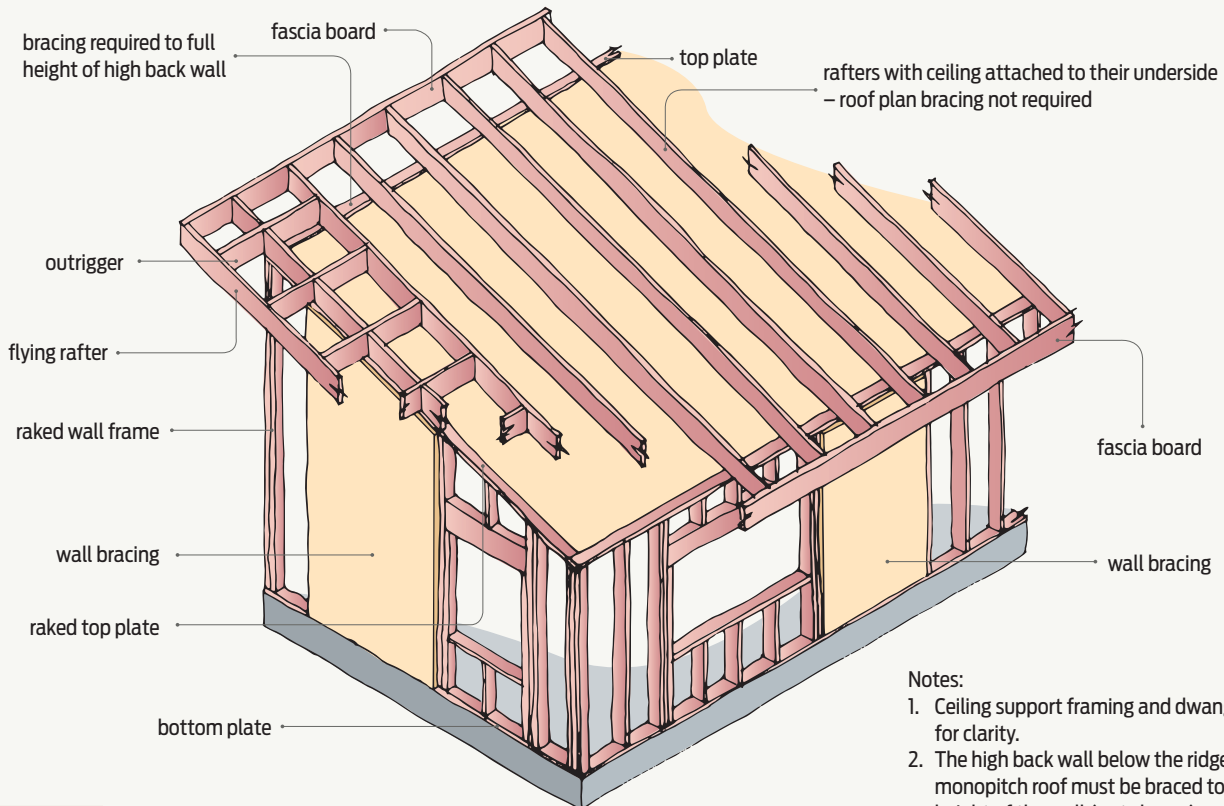 bracing required to full
height of high back wall
fascia board
top plate
rafters with ceiling attached to their underside
– roof plan bracing not required
outrigger
flying rafter
raked wall frame
fascia board
wall bracing
wall bracing
raked top plate
bottom plate
Notes:
1. Ceiling support framing and dwang
for clarity.
2. The high back wall below the ridge
monopitch roof must be braced to